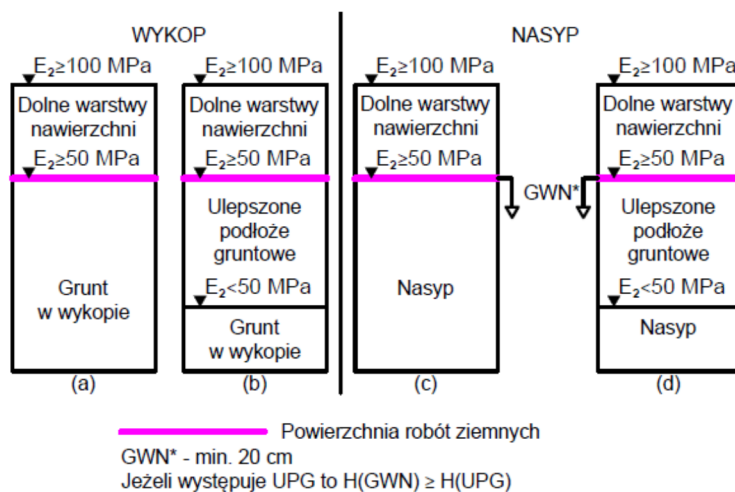 WYKOP
NASYP
E₂≥100 MPa
E₂≥100 MPa
E₂≥100 MPa
E₂≥100 MPa
Dolne warstwy
nawierzchni
Dolne warstwy
nawierzchni
Dolne warstwy
nawierzchni
Dolne warstwy
nawierzchni
E₂≥50 MPa
E₂≥50 MPa
E₂≥50 MPa
E₂≥50 MPa
GWN*
Grunt
w wykopie
Ulepszone
podłoże
gruntowe
Nasyp
Ulepszone
podłoże
gruntowe
E₂<50 MPa
E₂<50 MPa
Grunt
w wykopie
Nasyp
(a)
(b)
(c)
(d)
Powierzchnia robót ziemnych
GWN* - min. 20 cm
Jeżeli występuje UPG to H(GWN) ≥ H(UPG)